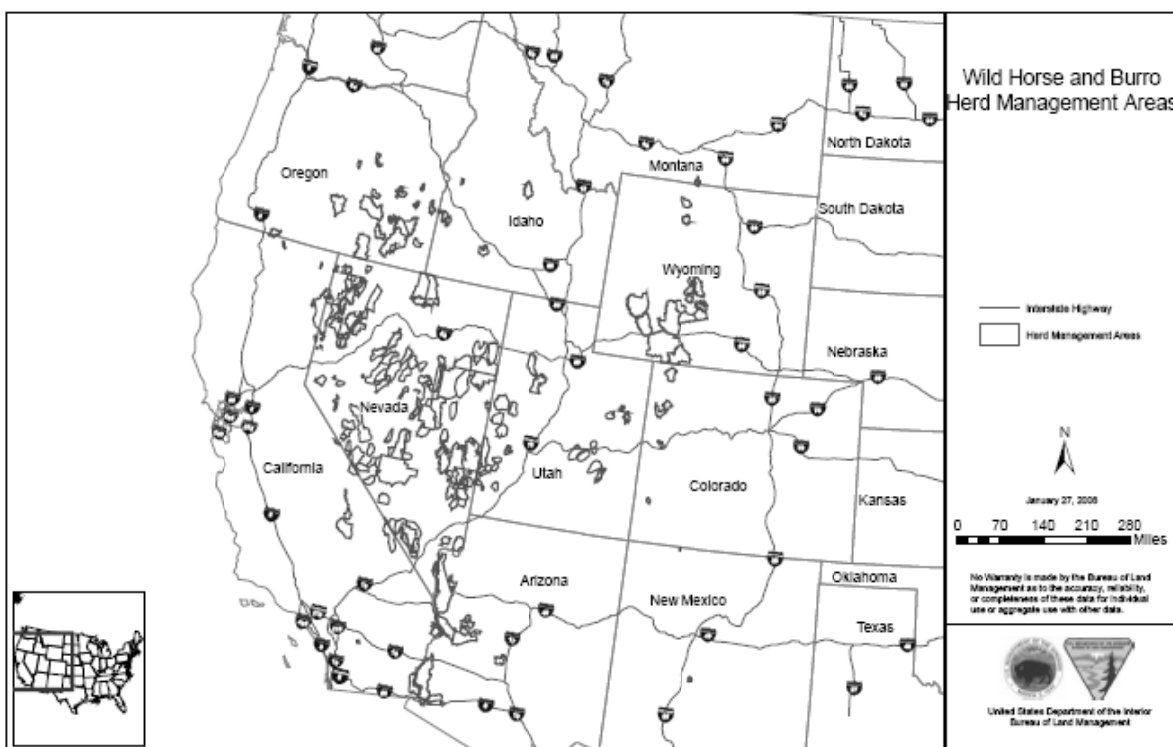 Wild Horse and Burro
Herd Management Areas
North Dakota
Montana
Oregon
South Dakota
Idaho
Wyoming
Interstate Highway
Herd Management Areas
Nebraska
Nevada
N
California
Utah
Colorado
Kansas
January 27, 2006
0 70 140 210 280
Miles
Arizona
Oklahoma
New Mexico
Texas
No Warranty is made by the Bureau of Land
Management as to the accuracy, reliability,
or completeness of these data for individual
use or aggregate use with other data.
United States Department of the Interior
Bureau of Land Management